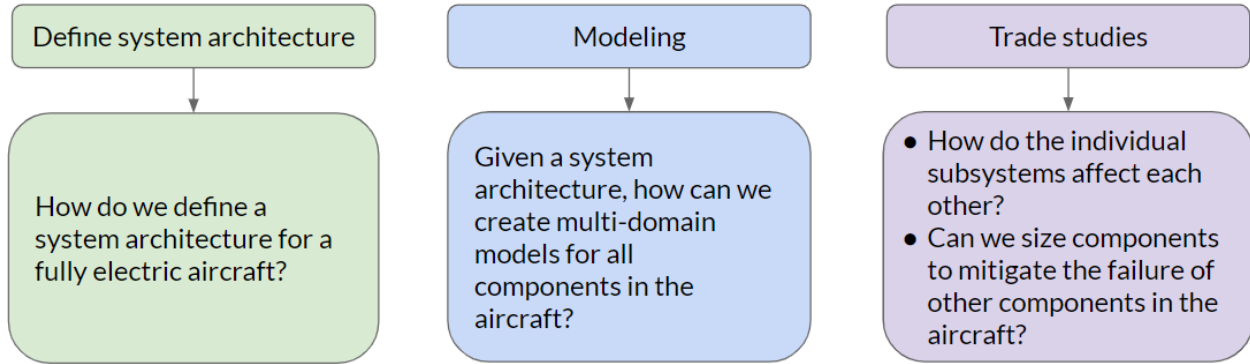 Define system architecture
Modeling
Trade studies
How do we define a
system architecture for a
fully electric aircraft?
Given a system
architecture, how can we
create multi-domain
models for all
components in the
aircraft?
● How do the individual
subsystems affect each
other?
● Can we size components
to mitigate the failure of
other components in the
aircraft?